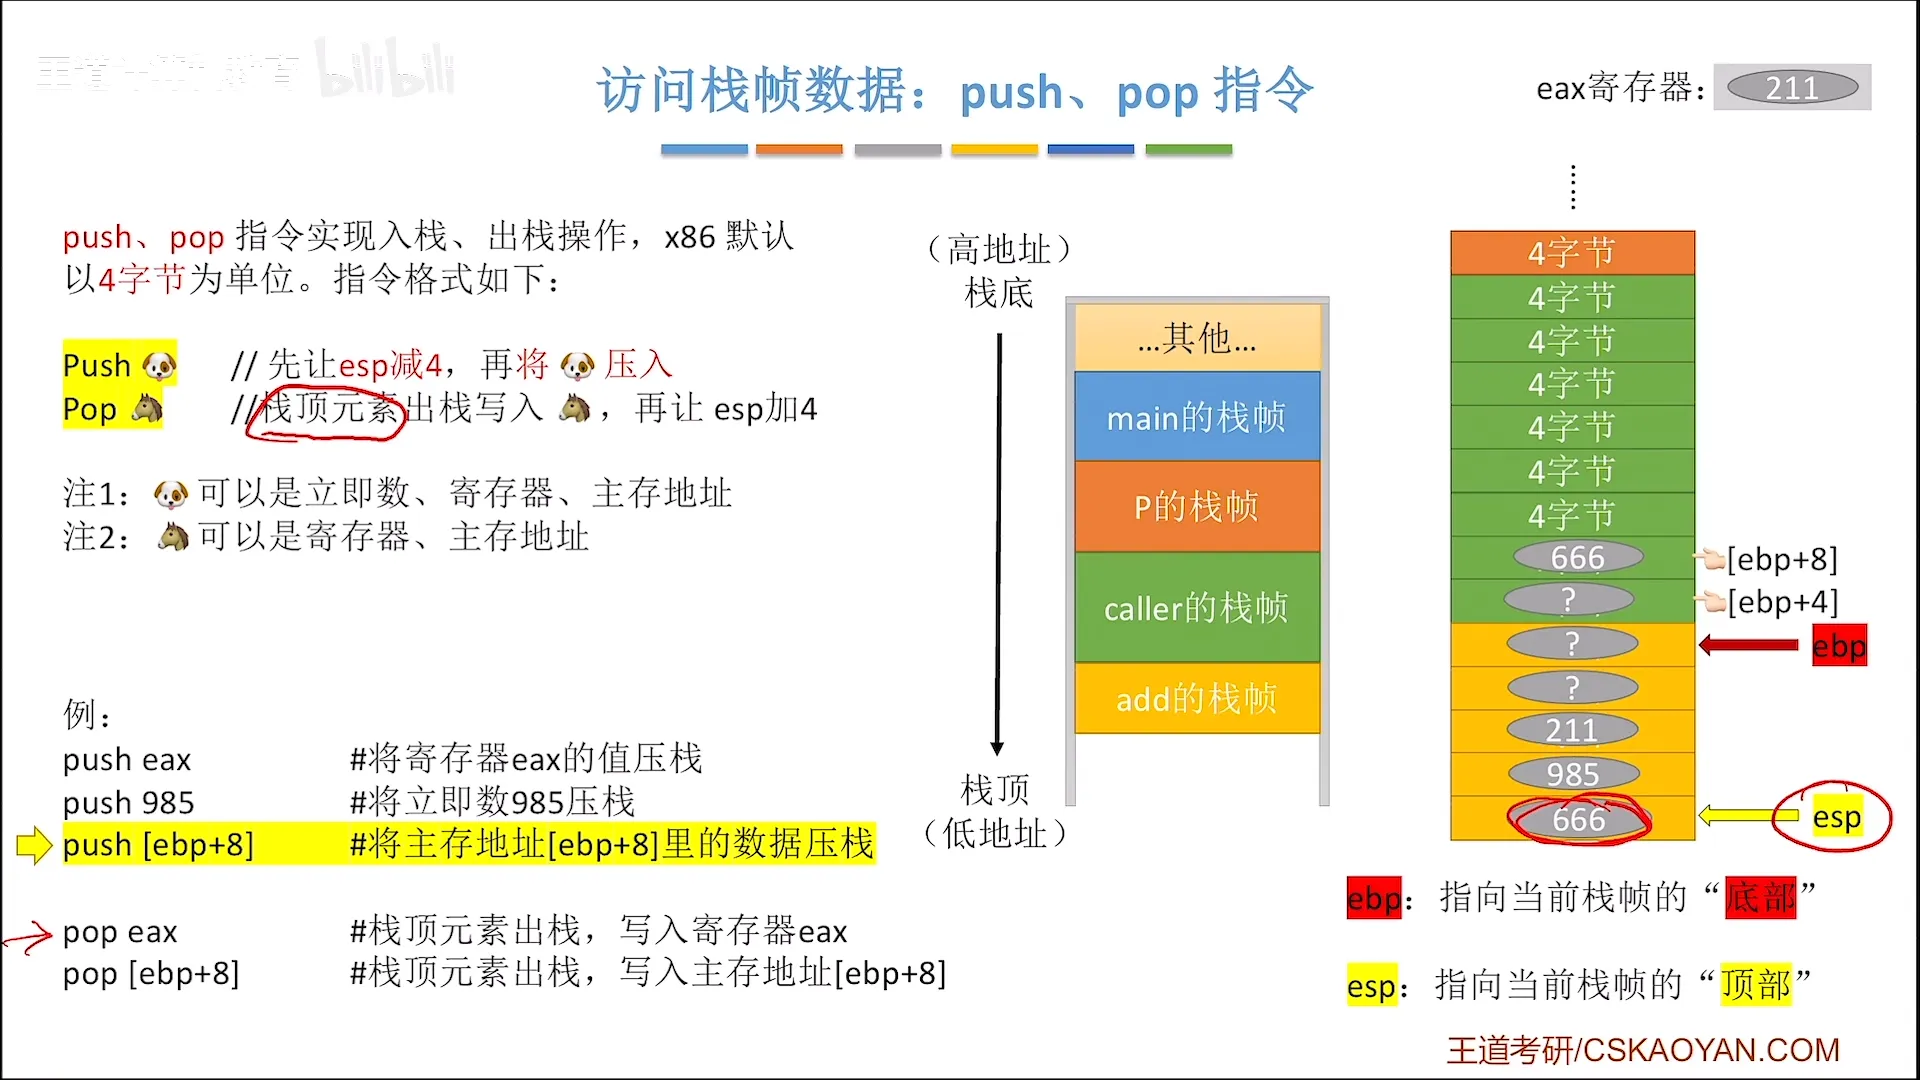 bilibili
访问栈帧数据：push、pop 指令
eax寄存器：211
push、pop 指令实现入栈、出栈操作，x86 默认
以4字节为单位。指令格式如下：
Push 🐶 // 先让esp减4，再将 🐶 压入
Pop 🐴 //栈顶元素出栈写入 🐴 ，再让 esp加4
注1：🐶 可以是立即数、寄存器、主存地址
注2：🐴 可以是寄存器、主存地址
例：
push eax #将寄存器eax的值压栈
push 985 #将立即数985压栈
push [ebp+8] #将主存地址[ebp+8]里的数据压栈
pop eax #栈顶元素出栈，写入寄存器eax
pop [ebp+8] #栈顶元素出栈，写入主存地址[ebp+8]
（高地址）
栈底
…其他…
main的栈帧
P的栈帧
caller的栈帧
add的栈帧
栈顶
（低地址）
4字节
4字节
4字节
4字节
4字节
4字节
4字节
666 [ebp+8]
? [ebp+4]
? ebp
?
211
985
666 esp
ebp：指向当前栈帧的“底部”
esp：指向当前栈帧的“顶部”
王道考研/CSKAOYAN.COM